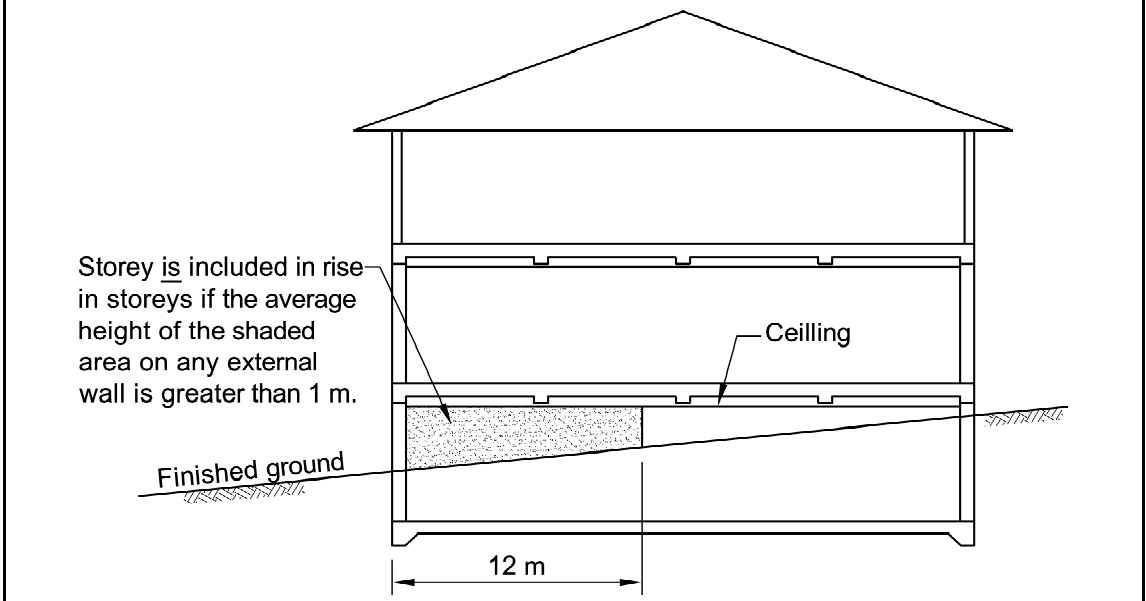 Storey is included in rise
in storeys if the average
height of the shaded
area on any external
wall is greater than 1 m.
Ceilling
Finished ground
12 m